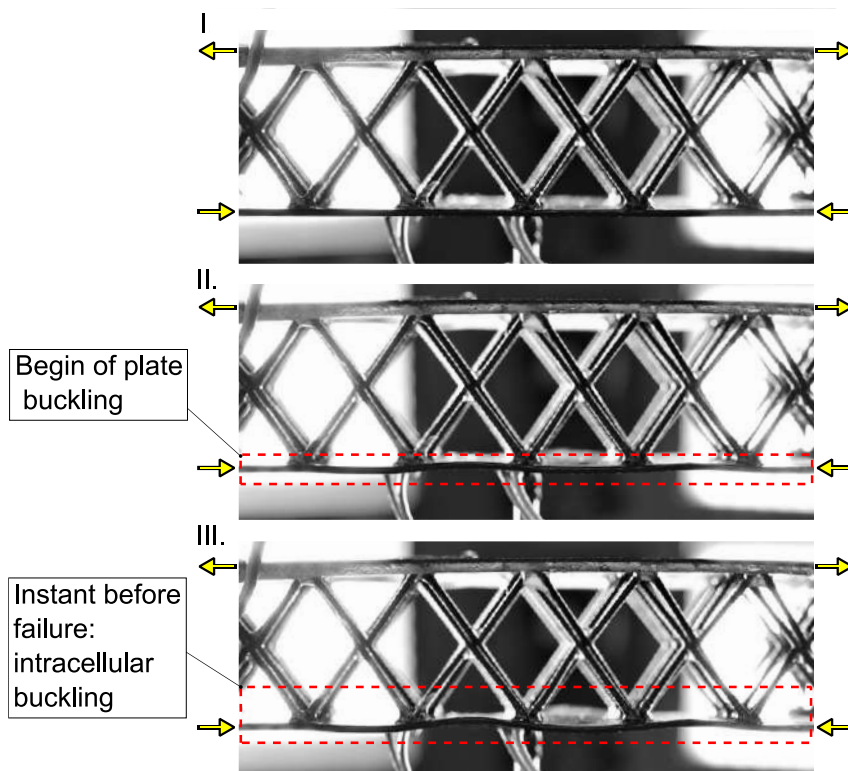 I
II.
Begin of plate
buckling
III.
Instant before
failure:
intracellular
buckling